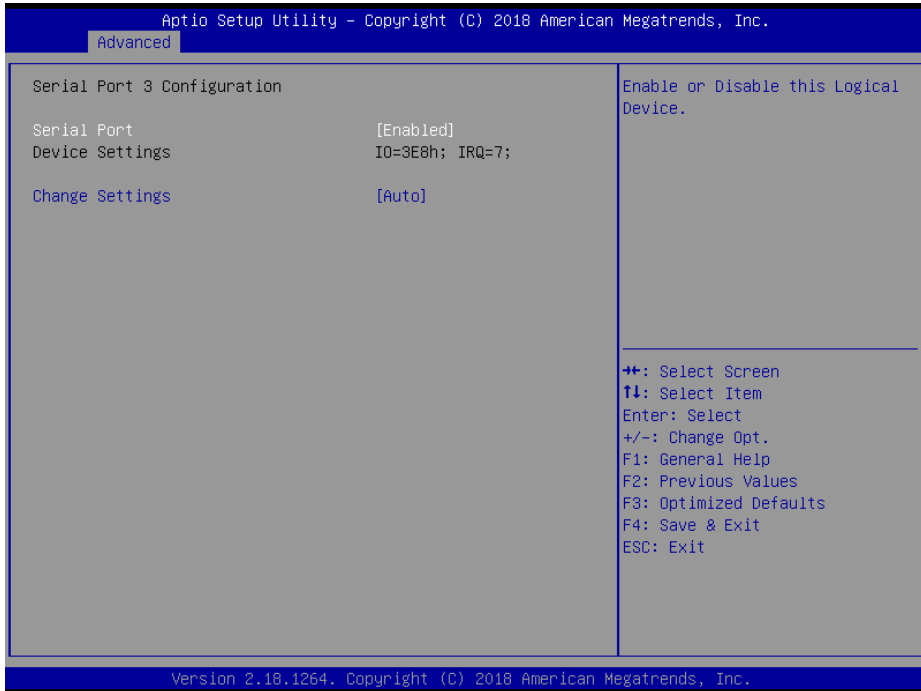 Aptio Setup Utility – Copyright (C) 2018 American Megatrends, Inc.
Advanced
Serial Port 3 Configuration
Serial Port [Enabled]
Device Settings IO=3E8h; IRQ=7;
Change Settings [Auto]
Enable or Disable this Logical
Device.
→←: Select Screen
↑↓: Select Item
Enter: Select
+/-: Change Opt.
F1: General Help
F2: Previous Values
F3: Optimized Defaults
F4: Save & Exit
ESC: Exit
Version 2.18.1264. Copyright (C) 2018 American Megatrends, Inc.